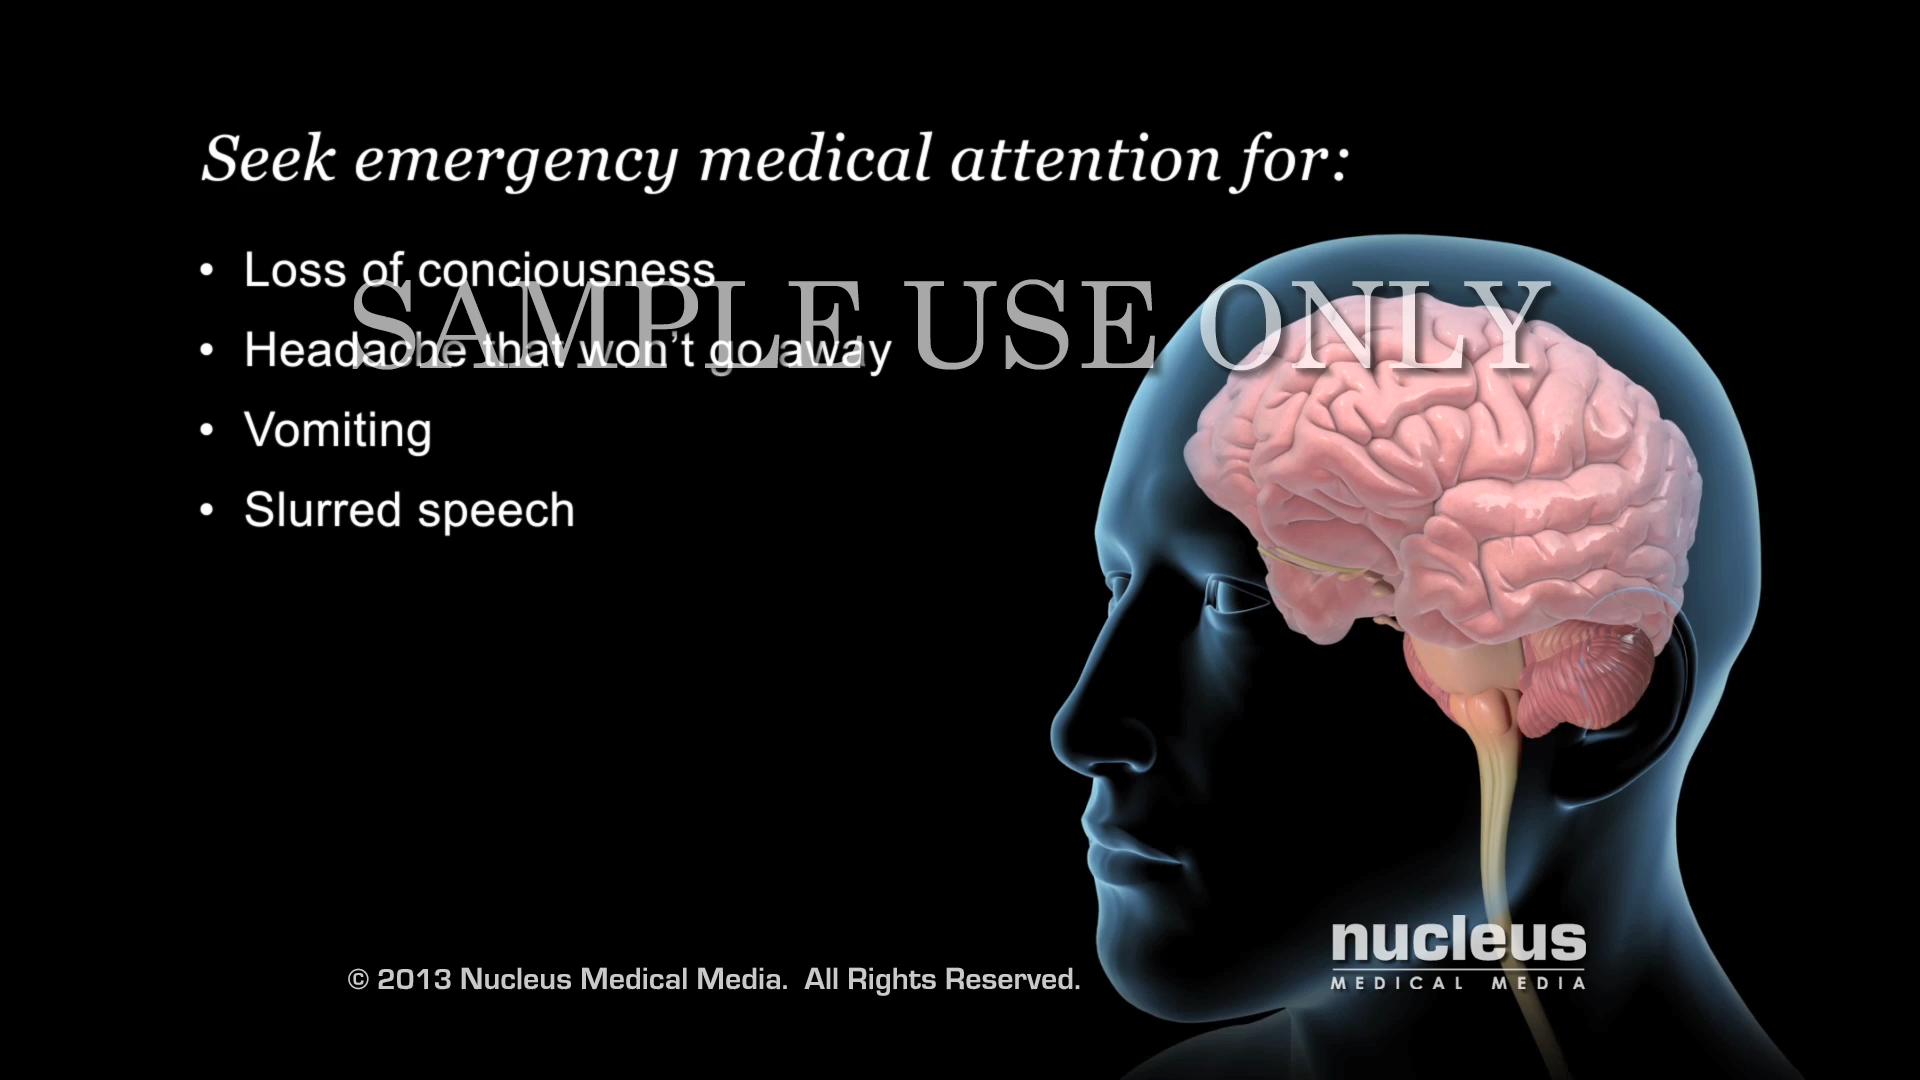 Seek emergency medical attention for:
• Loss of conciousness
SAMPLE USE ONLY
• Headache that won't go away
• Vomiting
• Slurred speech
nucleus
MEDICAL MEDIA
© 2013 Nucleus Medical Media. All Rights Reserved.